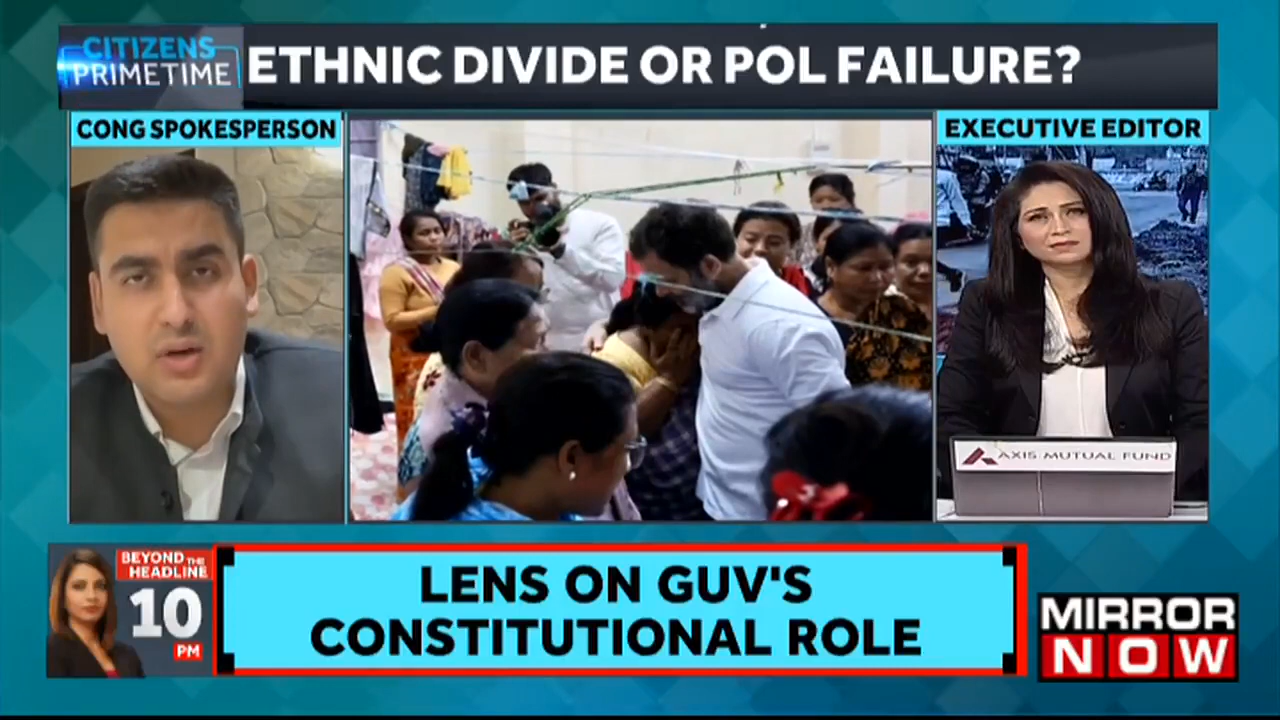 CITIZENS
PRIMETIME
ETHNIC DIVIDE OR POL FAILURE?
CONG SPOKESPERSON
EXECUTIVE EDITOR
AXIS MUTUAL FUND
BEYOND THE
HEADLINE
10
PM
LENS ON GUV'S
CONSTITUTIONAL ROLE
MIRROR
NOW